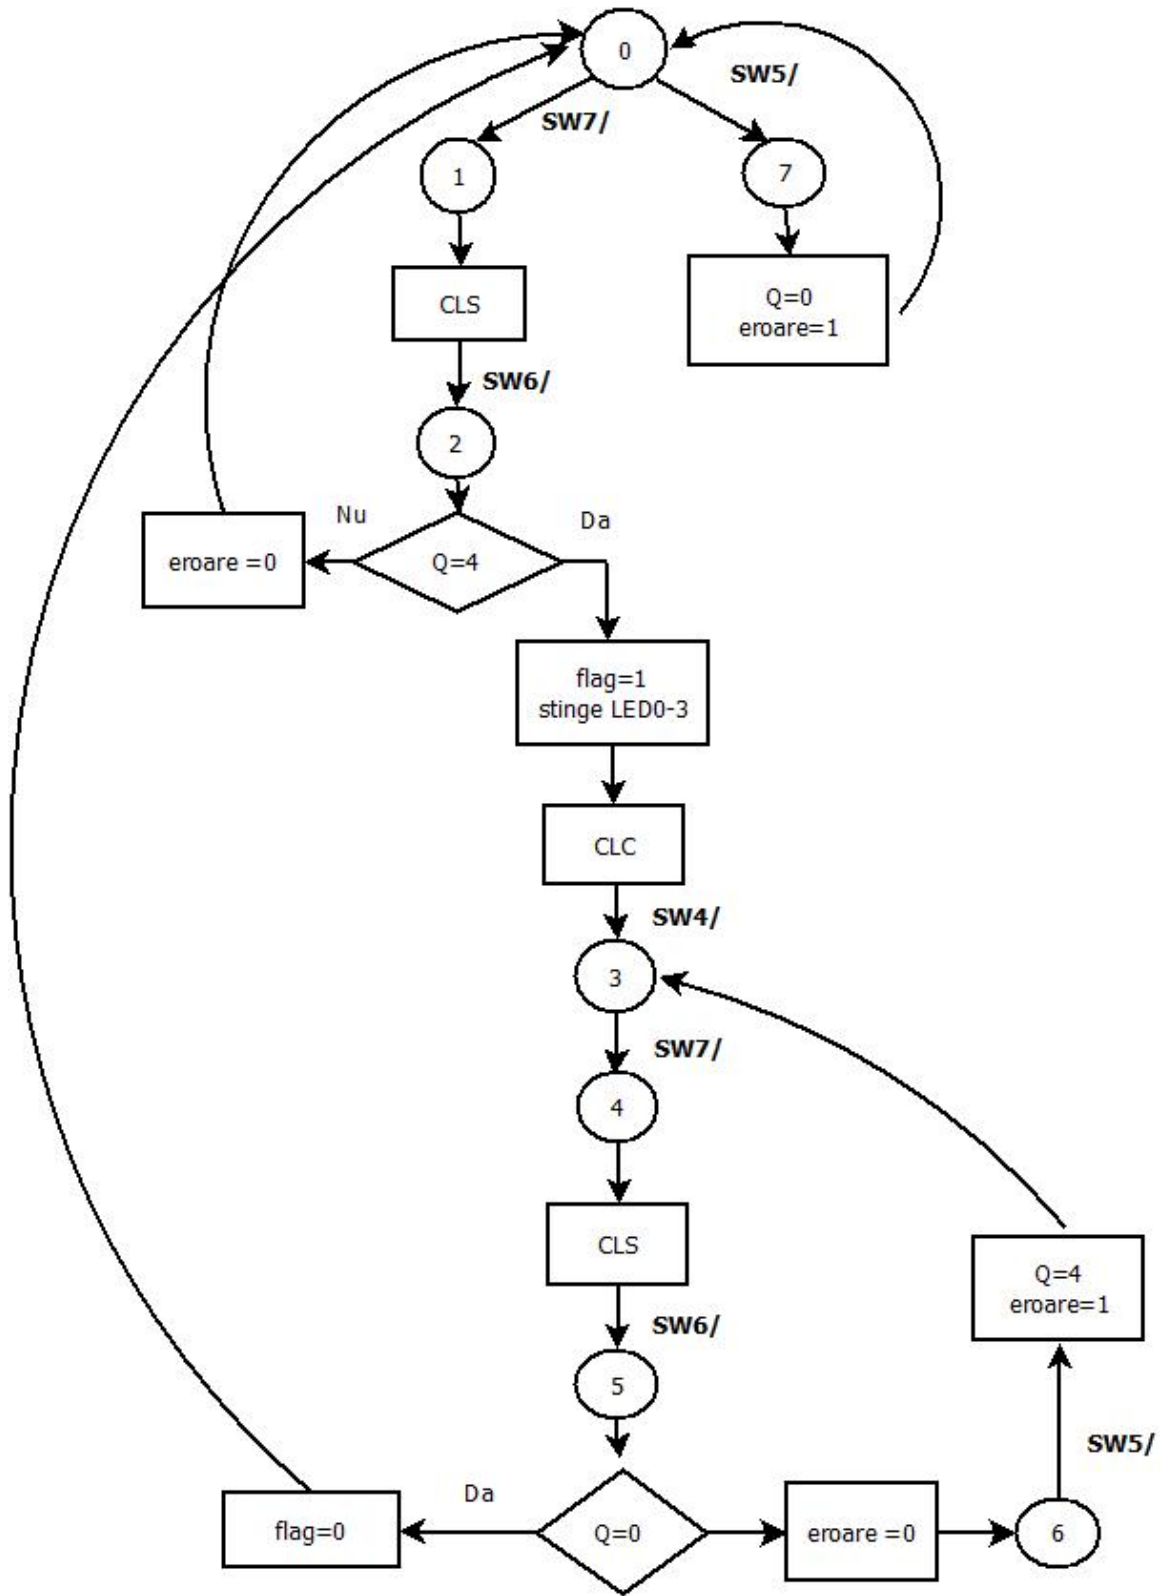 0
SW5/
SW7/
1
7
CLS
Q=0
eroare=1
SW6/
2
Nu
Da
eroare =0
Q=4
flag=1
stinge LED0-3
CLC
SW4/
3
SW7/
4
CLS
Q=4
eroare=1
SW6/
5
SW5/
Da
flag=0
Q=0
eroare =0
6